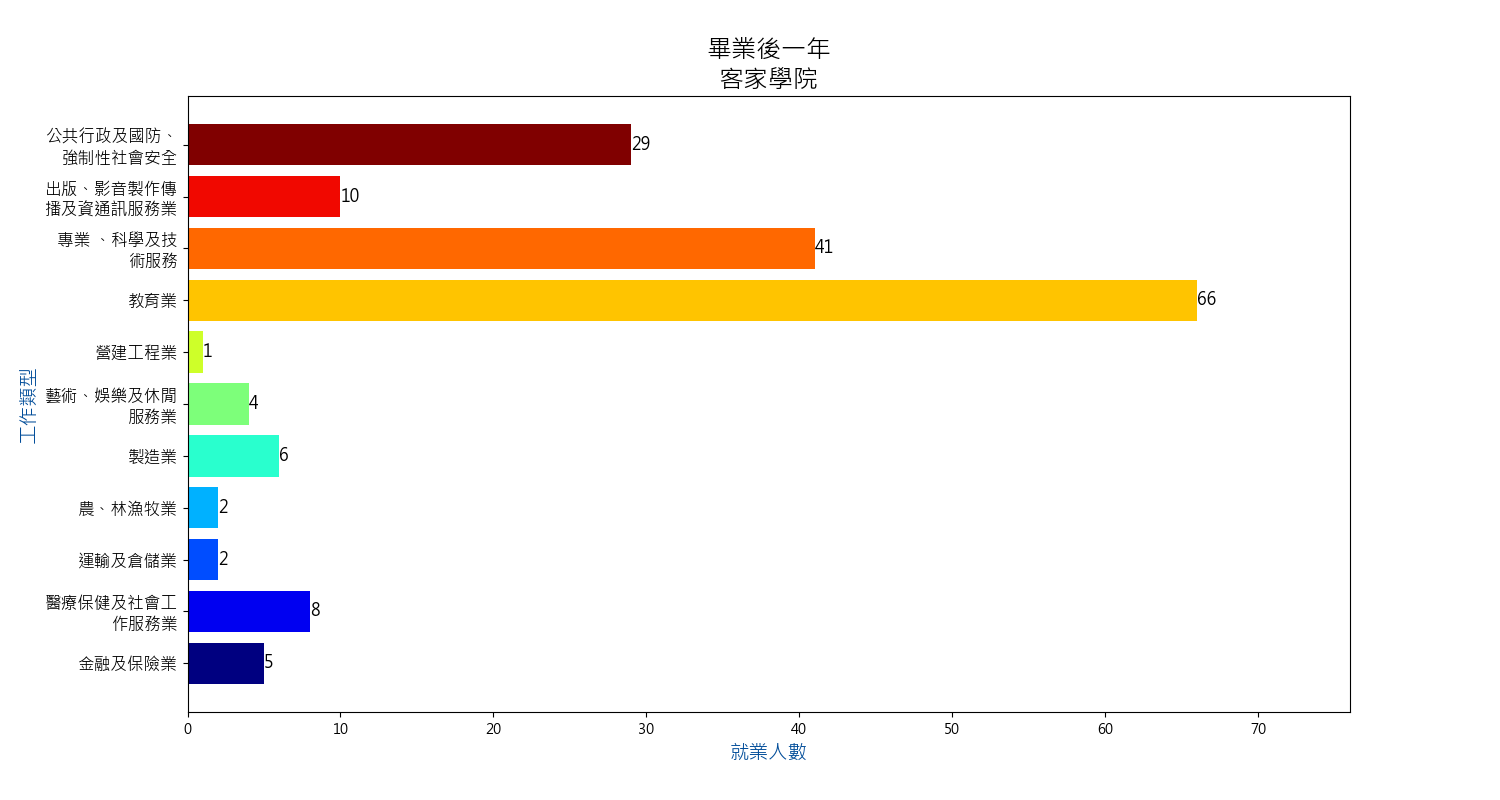 畢業後一年
客家學院
公共行政及國防、
強制性社會安全
29
出版、影音製作傳
播及資通訊服務業
10
專業 、科學及技
術服務
41
教育業
66
營建工程業
1
藝術、娛樂及休閒
服務業
4
製造業
6
農、林漁牧業
2
運輸及倉儲業
2
醫療保健及社會工
作服務業
8
金融及保險業
5
工作類型
0 10 20 30 40 50 60 70
就業人數